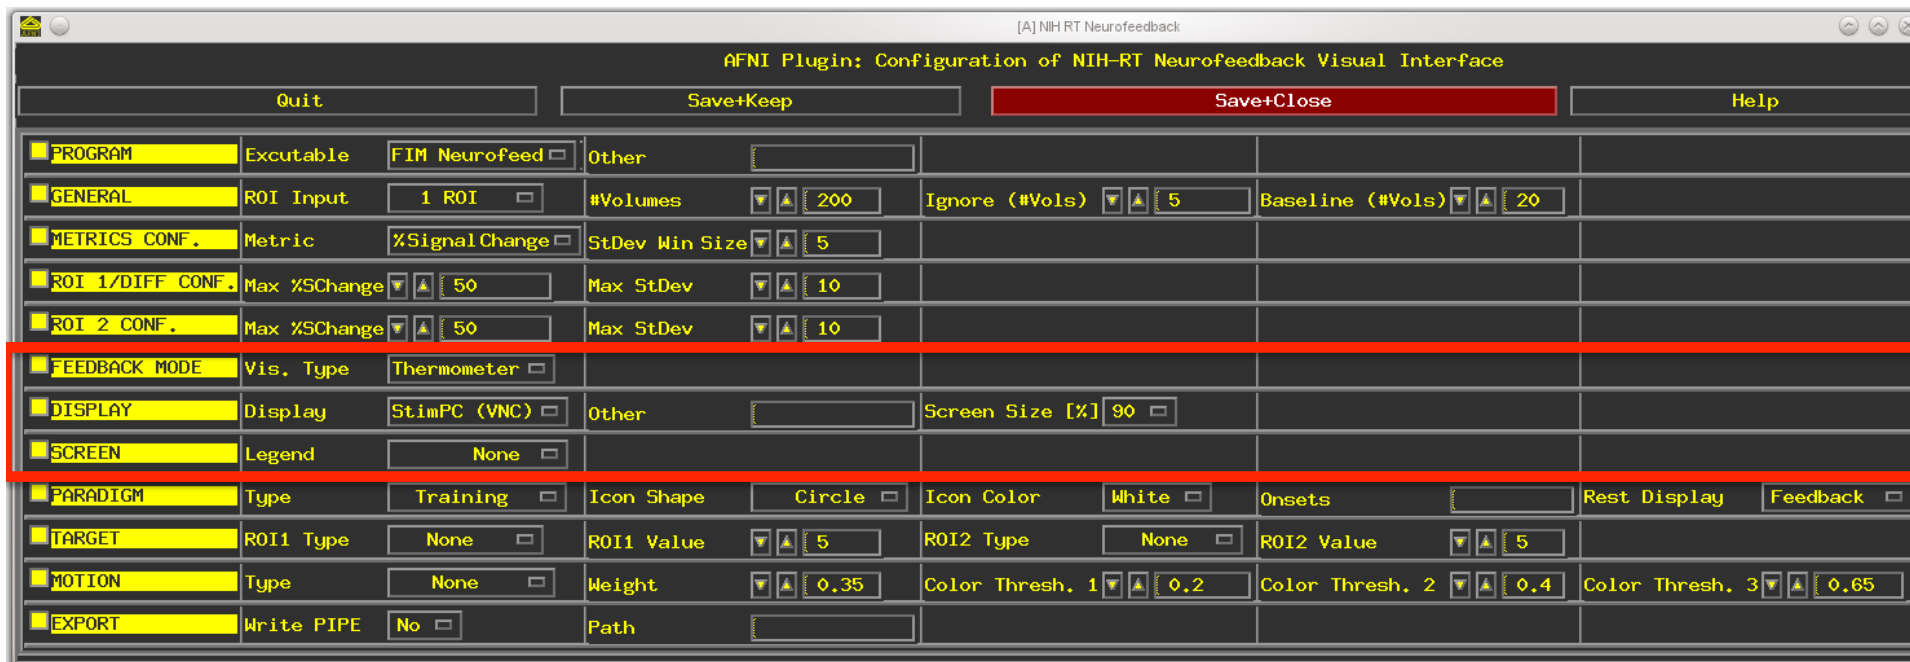 AFNI [A] NIH RT Neurofeedback
AFNI Plugin: Configuration of NIH-RT Neurofeedback Visual Interface
Quit Save+Keep Save+Close Help
PROGRAM Excutable FIM Neurofeed Other
GENERAL ROI Input 1 ROI #Volumes 200 Ignore (#Vols) 5 Baseline (#Vols) 20
METRICS CONF. Metric %SignalChange StDev Win Size 5
ROI 1/DIFF CONF. Max %SChange 50 Max StDev 10
ROI 2 CONF. Max %SChange 50 Max StDev 10
FEEDBACK MODE Vis. Type Thermometer
DISPLAY Display StimPC (VNC) Other Screen Size [%] 90
SCREEN Legend None
PARADIGM Type Training Icon Shape Circle Icon Color White Onsets Rest Display Feedback
TARGET ROI1 Type None ROI1 Value 5 ROI2 Type None ROI2 Value 5
MOTION Type None Weight 0.35 Color Thresh. 1 0.2 Color Thresh. 2 0.4 Color Thresh. 3 0.65
EXPORT Write PIPE No Path